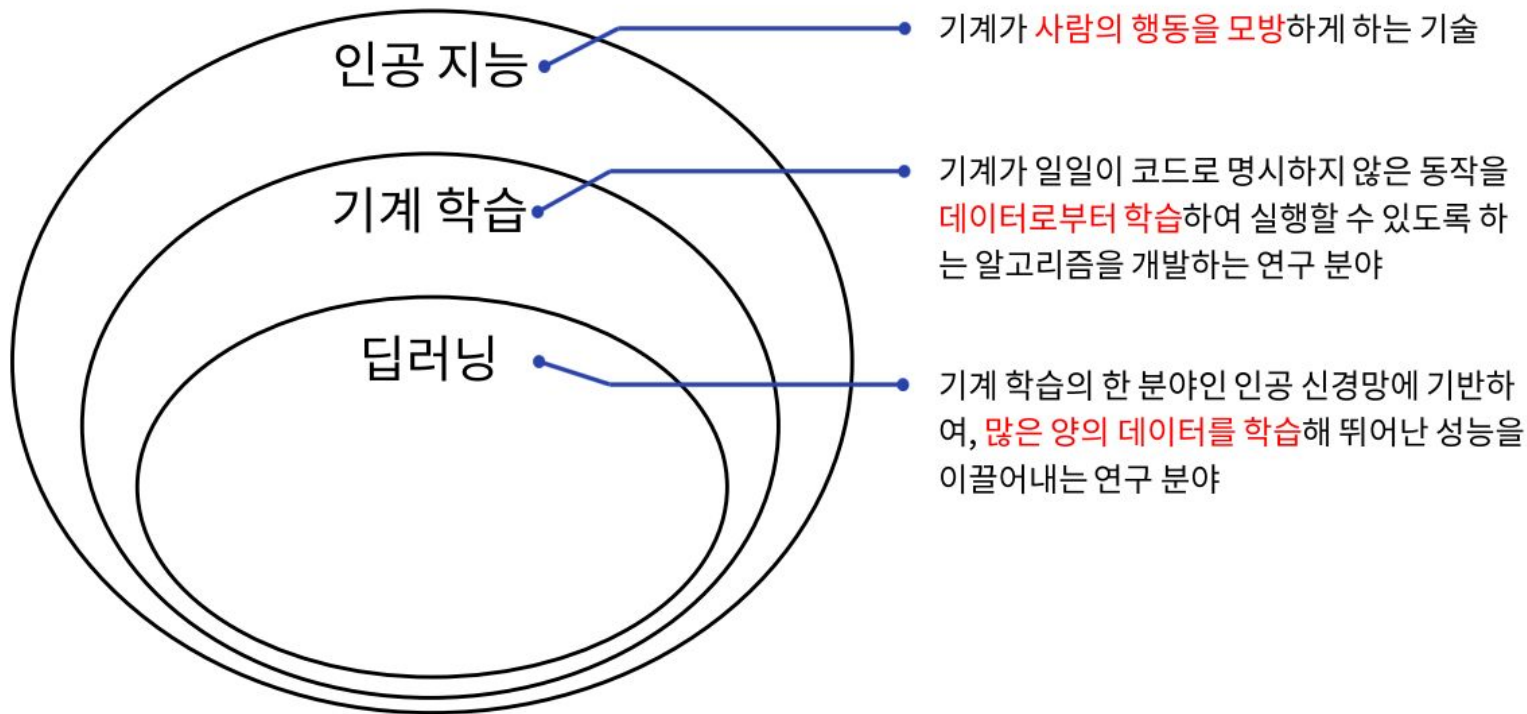 인공 지능
기계가 사람의 행동을 모방하게 하는 기술
기계 학습
기계가 일일이 코드로 명시하지 않은 동작을
데이터로부터 학습하여 실행할 수 있도록 하
는 알고리즘을 개발하는 연구 분야
딥러닝
기계 학습의 한 분야인 인공 신경망에 기반하
여, 많은 양의 데이터를 학습해 뛰어난 성능을
이끌어내는 연구 분야